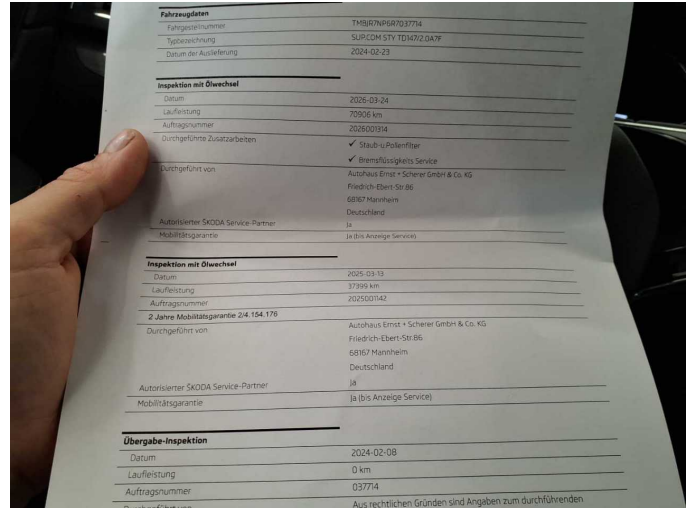 Fahrzeugdaten
Fahrgestellnummer TMBJR7NP6R7037714
Typbezeichnung SUP.COM STY TD147/2.0A7F
Datum der Auslieferung 2024-02-23
Inspektion mit Ölwechsel
Datum 2026-03-24
Laufleistung 70906 km
Auftragsnummer 2026001314
Durchgeführte Zusatzarbeiten ✓ Staub-u.Pollenfilter
✓ Bremsflüssigkeits Service
Durchgeführt von Autohaus Ernst + Scherer GmbH & Co. KG
Friedrich-Ebert-Str.86
68167 Mannheim
Deutschland
Autorisierter ŠKODA Service-Partner Ja
Mobilitätsgarantie Ja (bis Anzeige Service)
Inspektion mit Ölwechsel
Datum 2025-03-13
Laufleistung 37399 km
Auftragsnummer 2025001142
2 Jahre Mobilitätsgarantie 2/4.154.176
Durchgeführt von Autohaus Ernst + Scherer GmbH & Co. KG
Friedrich-Ebert-Str.86
68167 Mannheim
Deutschland
Autorisierter ŠKODA Service-Partner Ja
Mobilitätsgarantie Ja (bis Anzeige Service)
Übergabe-Inspektion
Datum 2024-02-08
Laufleistung 0 km
Auftragsnummer 037714
Durchgeführt von Aus rechtlichen Gründen sind Angaben zum durchführenden